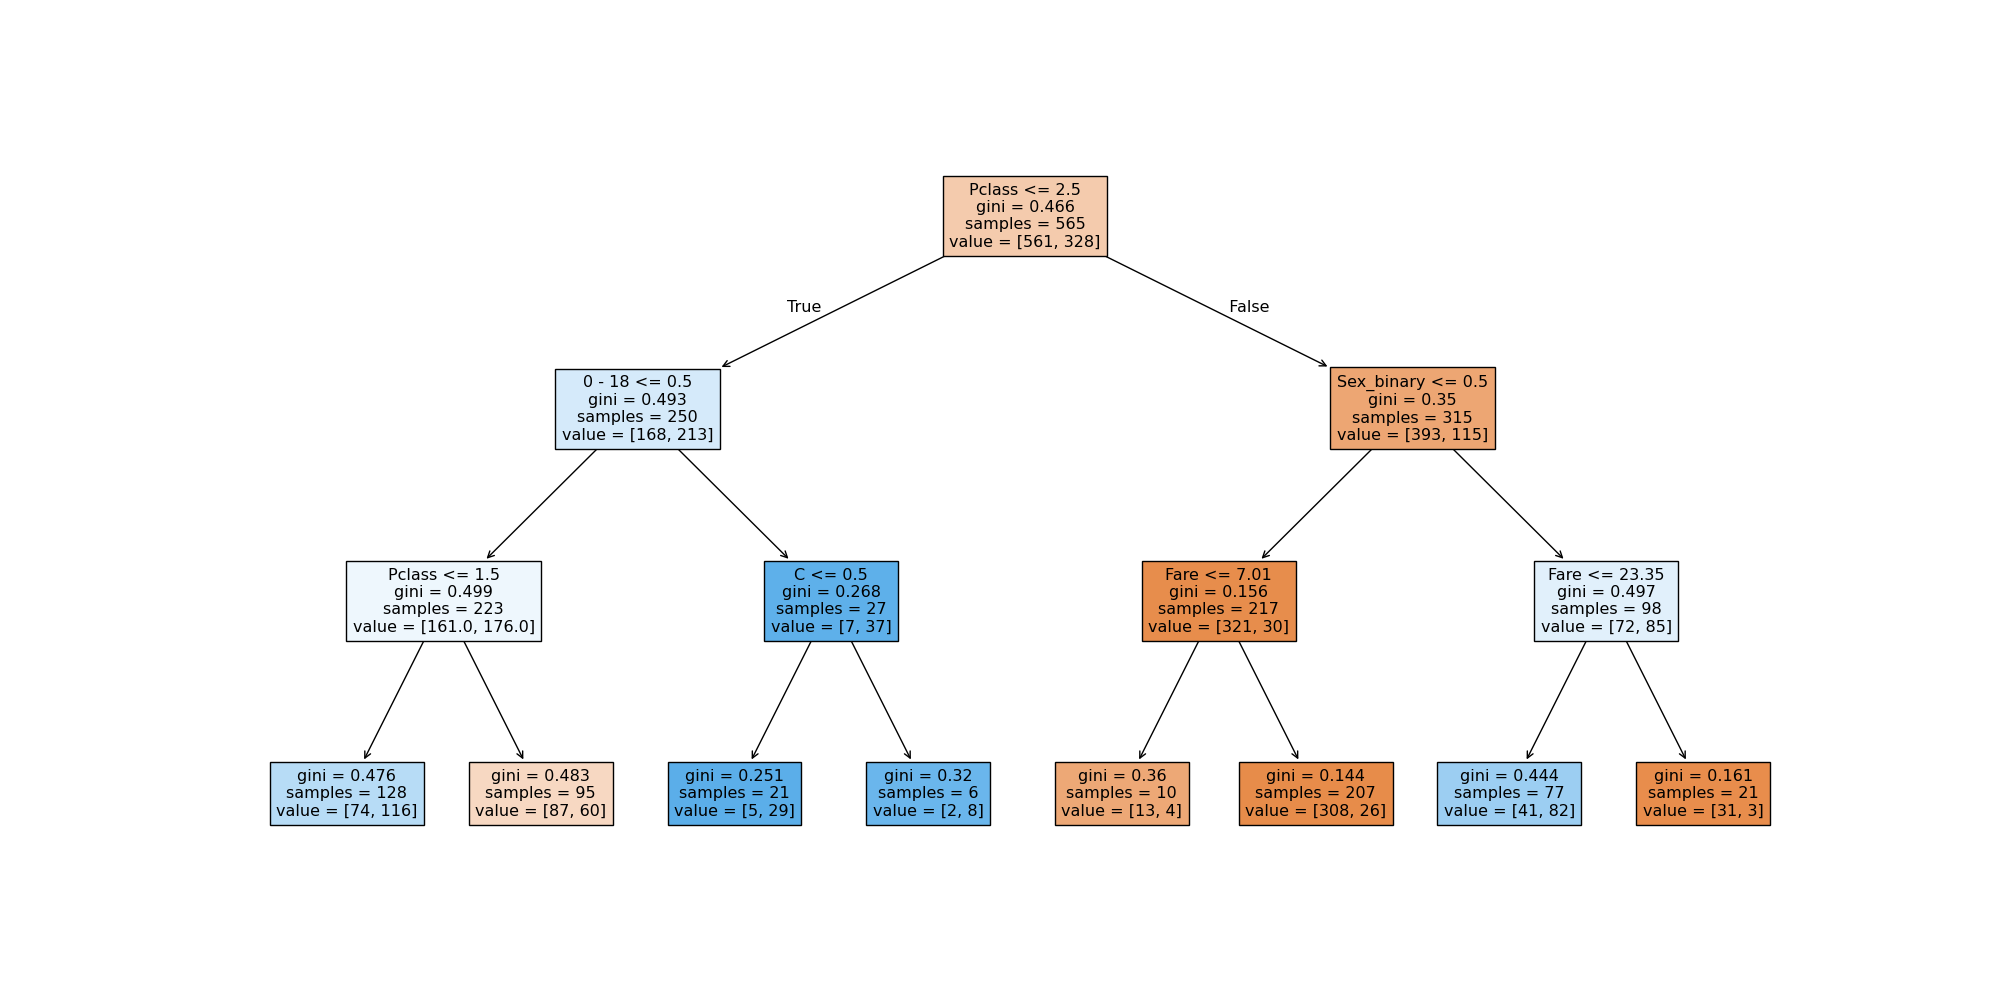 Pclass <= 2.5
gini = 0.466
samples = 565
value = [561, 328]
True
False
0 - 18 <= 0.5
gini = 0.493
samples = 250
value = [168, 213]
Sex_binary <= 0.5
gini = 0.35
samples = 315
value = [393, 115]
Pclass <= 1.5
gini = 0.499
samples = 223
value = [161.0, 176.0]
C <= 0.5
gini = 0.268
samples = 27
value = [7, 37]
Fare <= 7.01
gini = 0.156
samples = 217
value = [321, 30]
Fare <= 23.35
gini = 0.497
samples = 98
value = [72, 85]
gini = 0.476
samples = 128
value = [74, 116]
gini = 0.483
samples = 95
value = [87, 60]
gini = 0.251
samples = 21
value = [5, 29]
gini = 0.32
samples = 6
value = [2, 8]
gini = 0.36
samples = 10
value = [13, 4]
gini = 0.144
samples = 207
value = [308, 26]
gini = 0.444
samples = 77
value = [41, 82]
gini = 0.161
samples = 21
value = [31, 3]